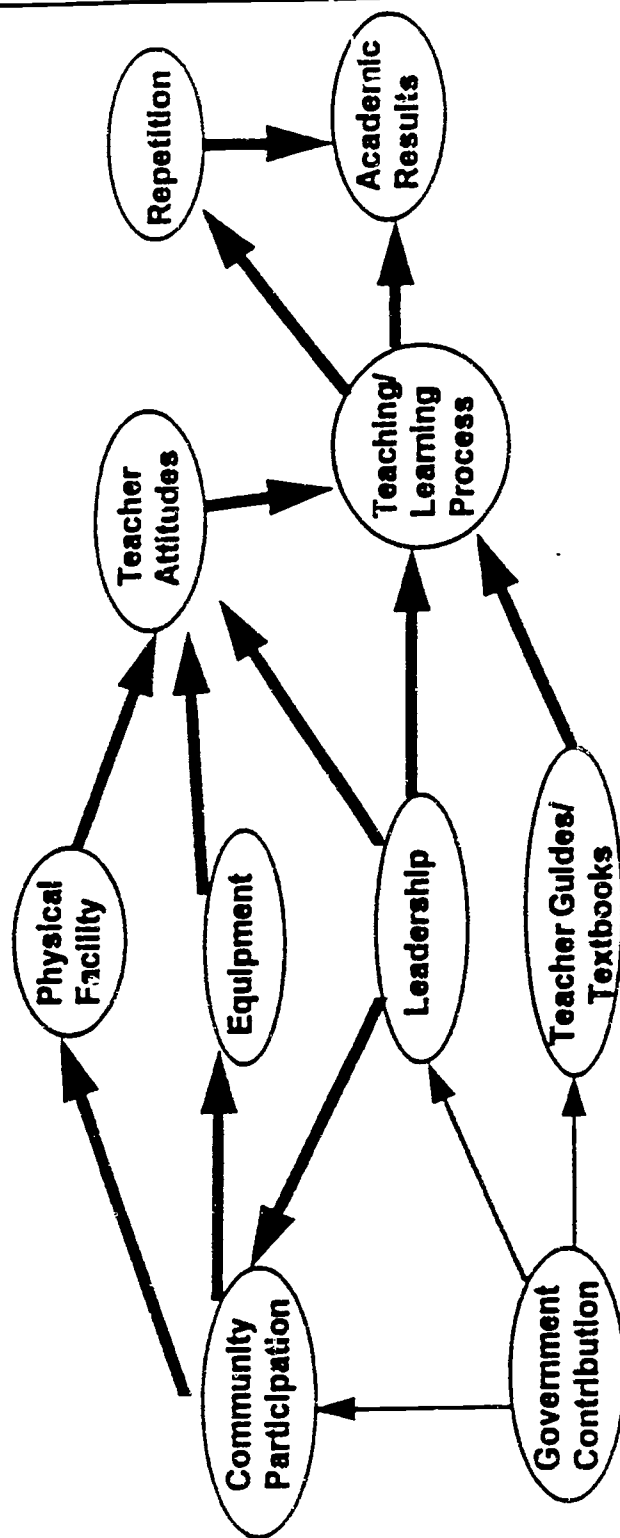 Community
Participation
Government
Contribution
Physical
Facility
Equipment
Leadership
Teacher Guides/
Textbooks
Teacher
Attitudes
Teaching/
Learning
Process
Repetition
Academic
Results